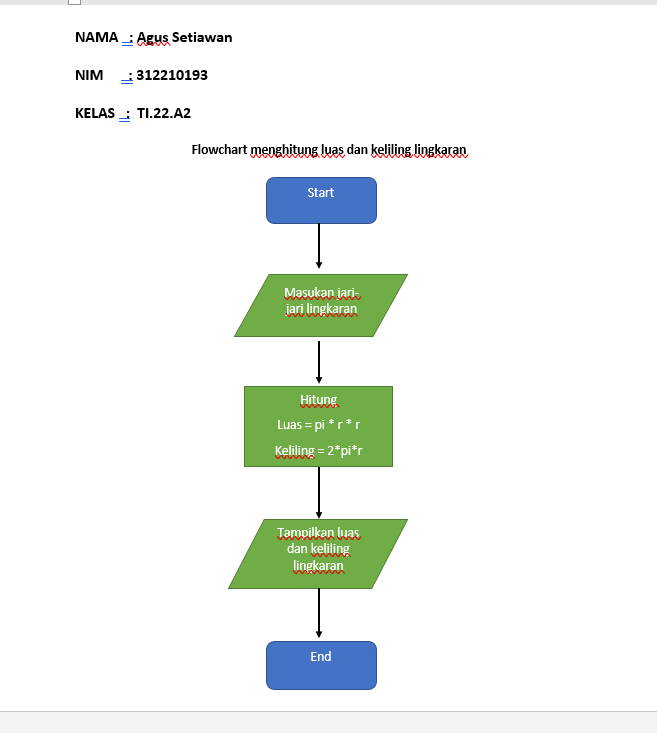 NAMA : Agus Setiawan
NIM : 312210193
KELAS : TI.22.A2
Flowchart menghitung luas dan keliling lingkaran
Start
Masukan jari-
jari lingkaran
Hitung
Luas = pi * r * r
Keliling = 2*pi*r
Tampilkan luas
dan keliling
lingkaran
End